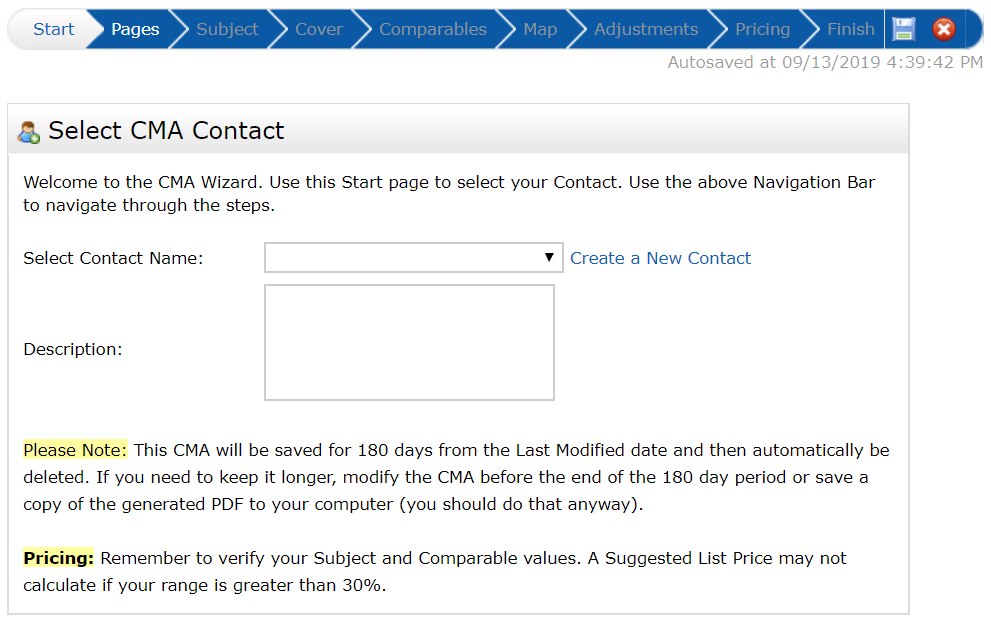 Start Pages Subject Cover Comparables Map Adjustments Pricing Finish
Autosaved at 09/13/2019 4:39:42 PM
Select CMA Contact
Welcome to the CMA Wizard. Use this Start page to select your Contact. Use the above Navigation Bar
to navigate through the steps.
Select Contact Name: Create a New Contact
Description:
Please Note: This CMA will be saved for 180 days from the Last Modified date and then automatically be
deleted. If you need to keep it longer, modify the CMA before the end of the 180 day period or save a
copy of the generated PDF to your computer (you should do that anyway).
Pricing: Remember to verify your Subject and Comparable values. A Suggested List Price may not
calculate if your range is greater than 30%.